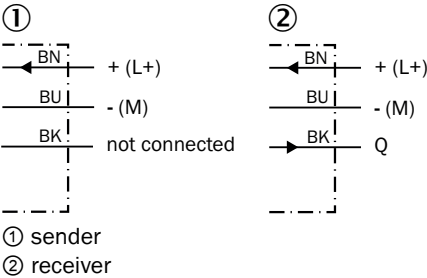 ① ②
BN + (L+) BN + (L+)
BU - (M) BU - (M)
BK not connected BK Q
① sender
② receiver